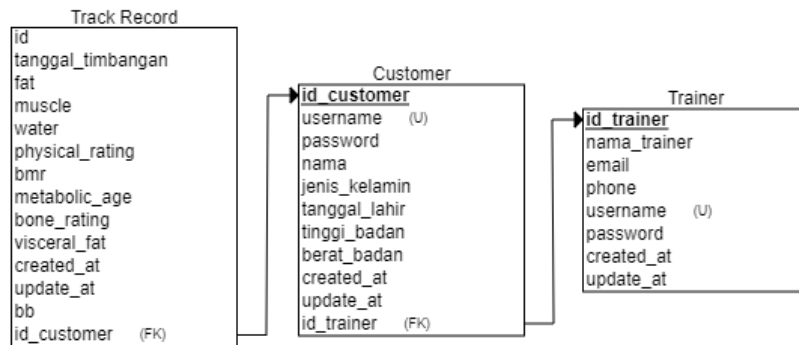 Track Record
id
tanggal_timbangan
fat
muscle
water
physical_rating
bmr
metabolic_age
bone_rating
visceral_fat
created_at
update_at
bb
id_customer (FK)
Customer
id_customer
username (U)
password
nama
jenis_kelamin
tanggal_lahir
tinggi_badan
berat_badan
created_at
update_at
id_trainer (FK)
Trainer
id_trainer
nama_trainer
email
phone
username (U)
password
created_at
update_at